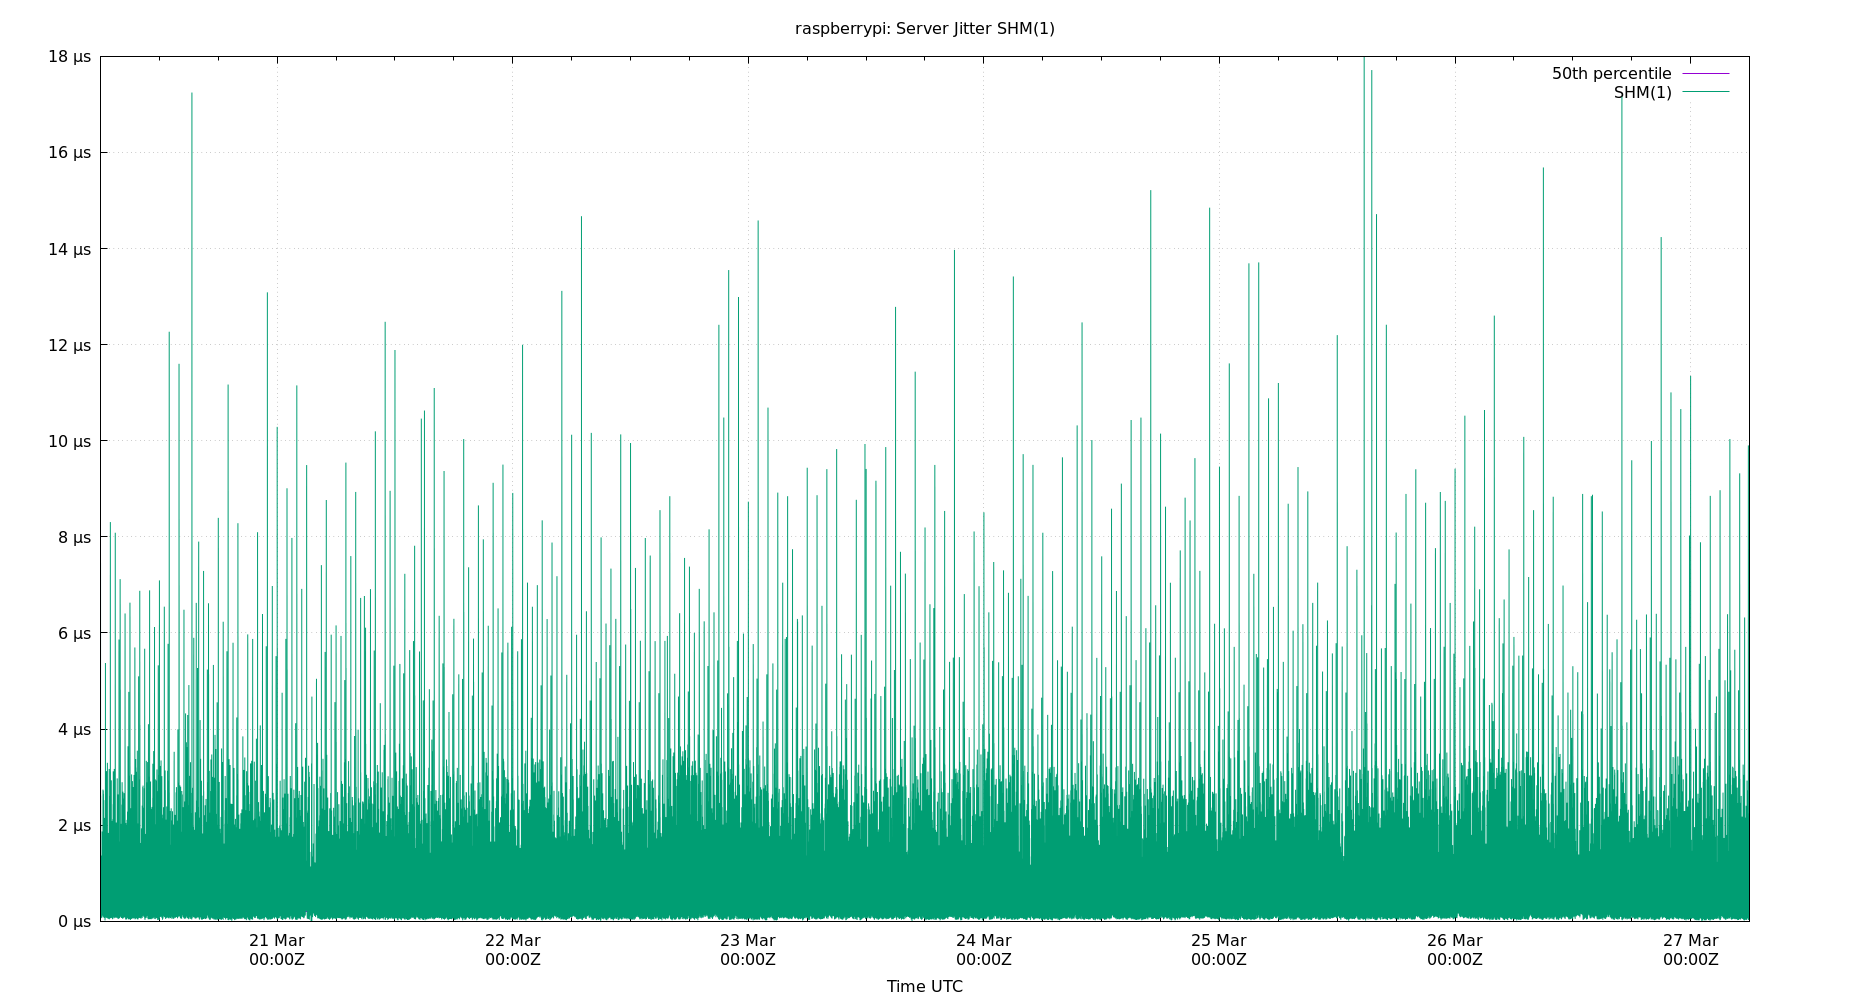 raspberrypi: Server Jitter SHM(1)
50th percentile
SHM(1)
18 µs
16 µs
14 µs
12 µs
10 µs
8 µs
6 µs
4 µs
2 µs
0 µs
21 Mar 22 Mar 23 Mar 24 Mar 25 Mar 26 Mar 27 Mar
00:00Z 00:00Z 00:00Z 00:00Z 00:00Z 00:00Z 00:00Z
Time UTC